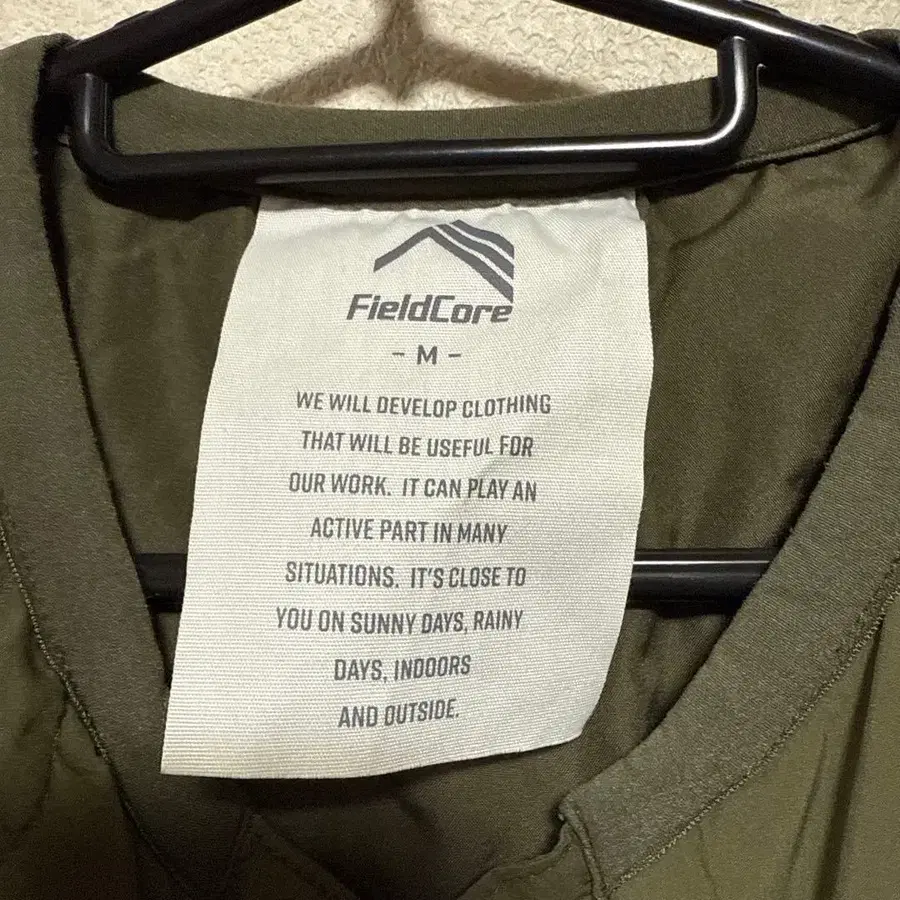 FieldCore
- M -
WE WILL DEVELOP CLOTHING
THAT WILL BE USEFUL FOR
OUR WORK. IT CAN PLAY AN
ACTIVE PART IN MANY
SITUATIONS. IT'S CLOSE TO
YOU ON SUNNY DAYS, RAINY
DAYS, INDOORS
AND OUTSIDE.